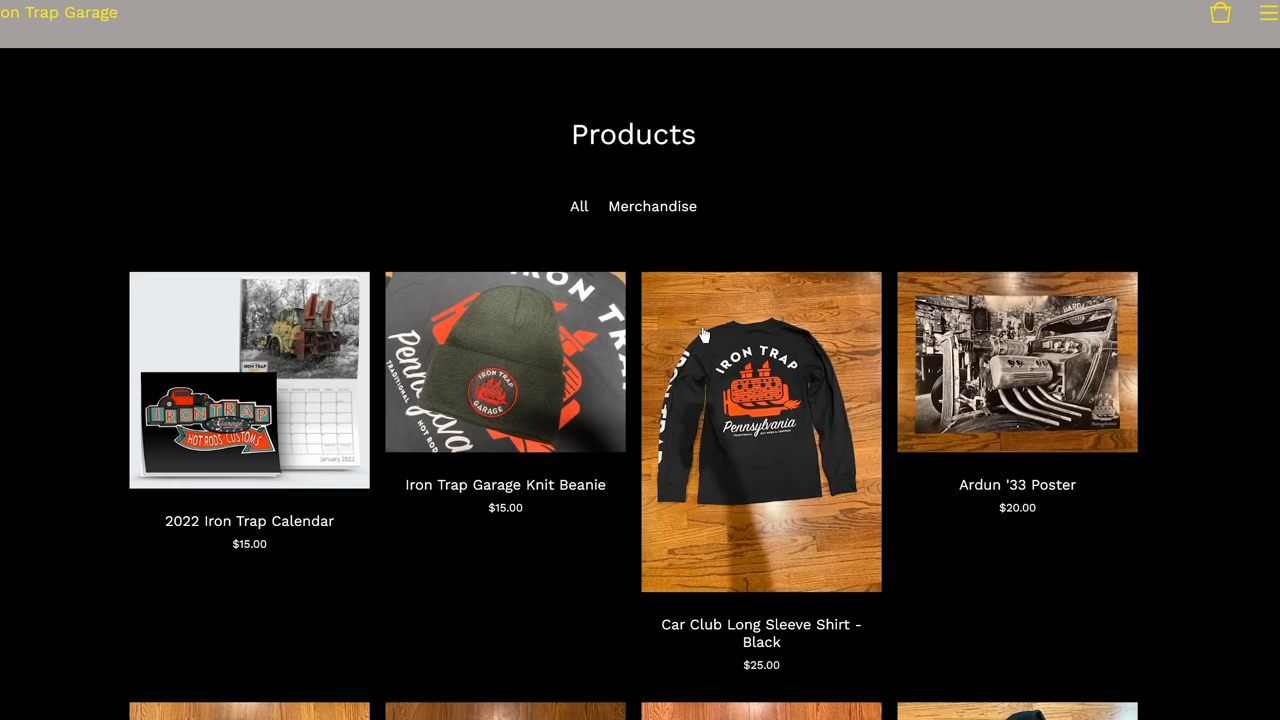 on Trap Garage
Products
All Merchandise
IRON TRAP
Garage
HOT RODS CUSTOMS
IRON TRAP
January 2022
2022 Iron Trap Calendar
$15.00
IRON TRAP
GARAGE
Iron Trap Garage Knit Beanie
$15.00
IRON TRAP
Pennsylvania
Car Club Long Sleeve Shirt -
Black
$25.00
Ardun '33 Poster
$20.00